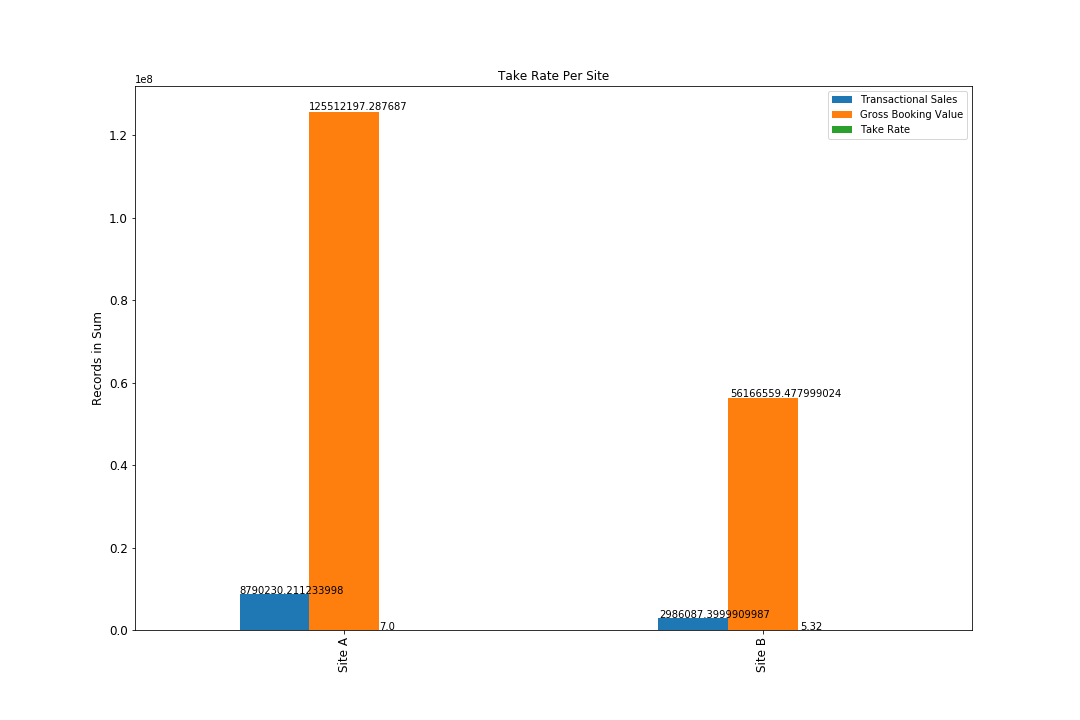 Take Rate Per Site
1e8
Transactional Sales
Gross Booking Value
Take Rate
Records in Sum
1.2
1.0
0.8
0.6
0.4
0.2
0.0
125512197.287687
56166559.477999024
8790230.211233998
2986087.3999909987
7.0
5.32
Site A
Site B